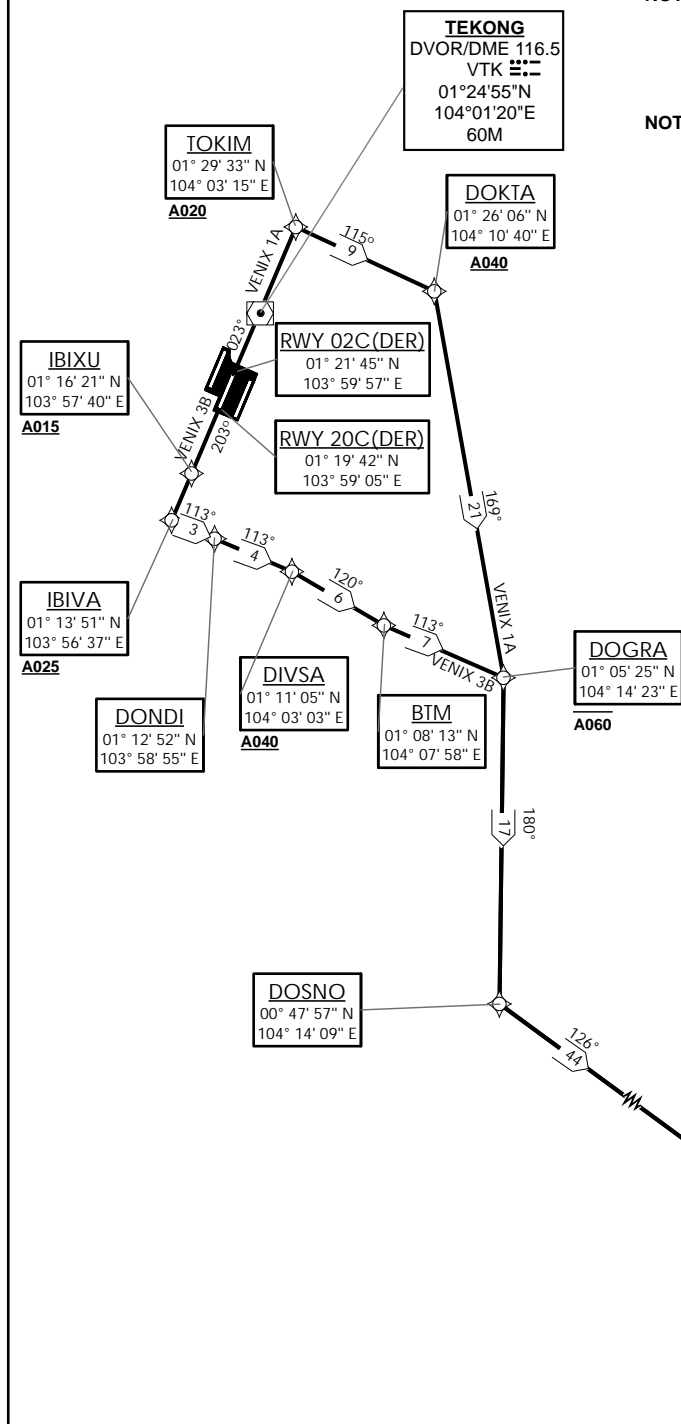 NOT
TEKONG
DVOR/DME 116.5
VTK
01°24'55"N
104°01'20"E
60M
NOT
TOKIM
01° 29' 33" N
104° 03' 15" E
A020
DOKTA
01° 26' 06" N
104° 10' 40" E
A040
115°
9
VENIX 1A
023°
RWY 02C(DER)
01° 21' 45" N
103° 59' 57" E
IBIXU
01° 16' 21" N
103° 57' 40" E
A015
VENIX 3B
203°
RWY 20C(DER)
01° 19' 42" N
103° 59' 05" E
169°
21
VENIX 1A
113°
3
113°
4
120°
6
113°
7
VENIX 3B
IBIVA
01° 13' 51" N
103° 56' 37" E
A025
DONDI
01° 12' 52" N
103° 58' 55" E
DIVSA
01° 11' 05" N
104° 03' 03" E
A040
BTM
01° 08' 13" N
104° 07' 58" E
DOGRA
01° 05' 25" N
104° 14' 23" E
A060
180°
17
DOSNO
00° 47' 57" N
104° 14' 09" E
126°
44